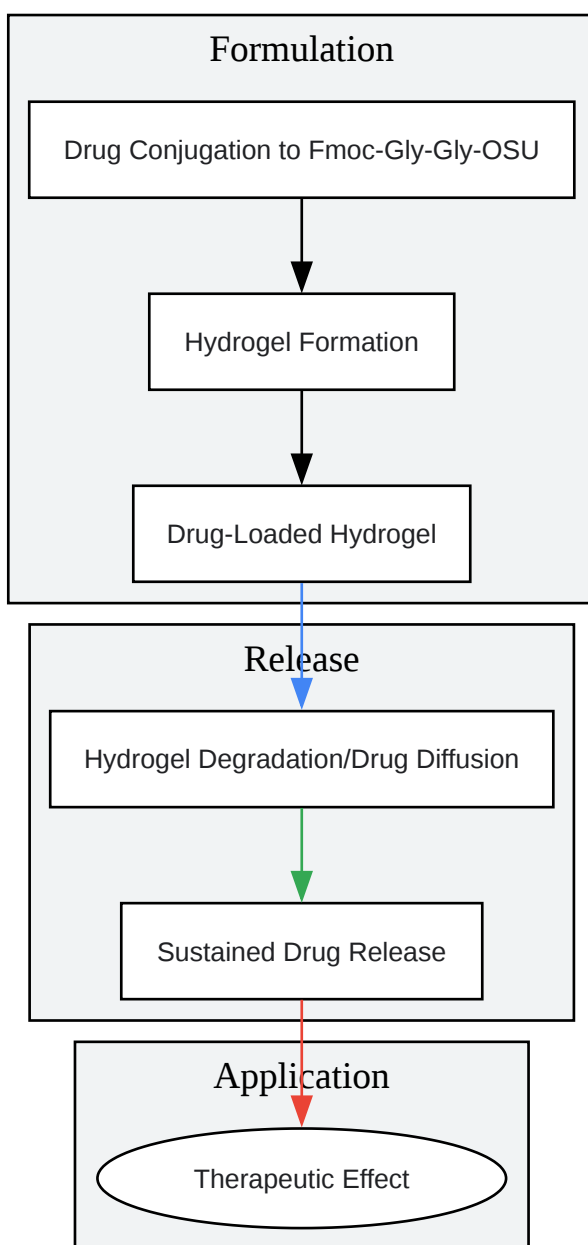 Formulation
Drug Conjugation to Fmoc-Gly-Gly-OSU
Hydrogel Formation
Drug-Loaded Hydrogel
Release
Hydrogel Degradation/Drug Diffusion
Sustained Drug Release
Application
Therapeutic Effect